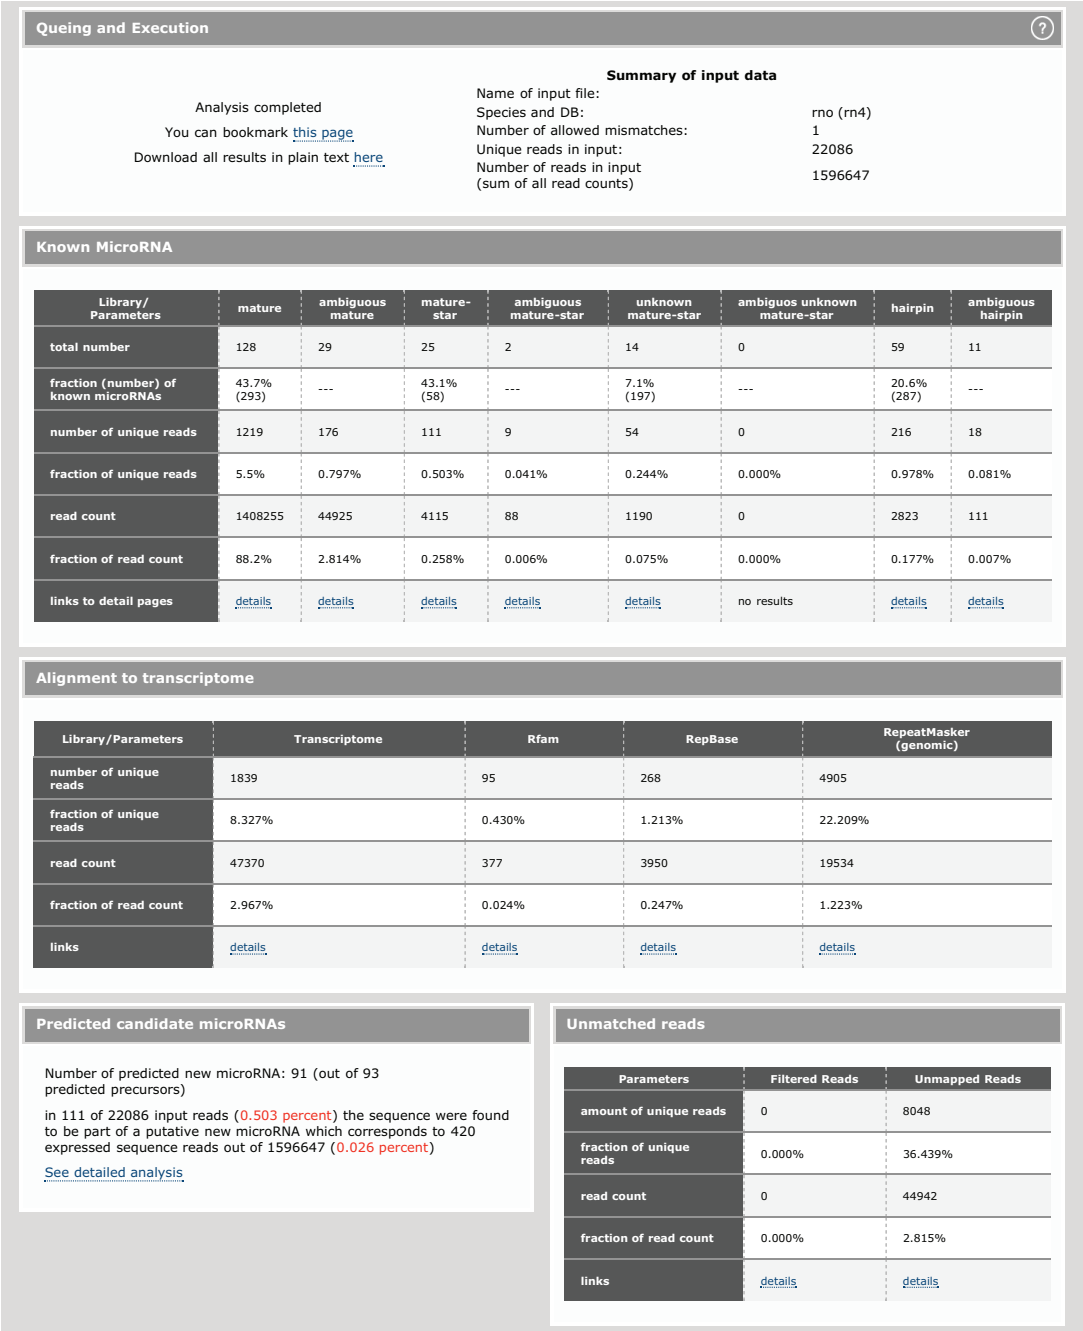 Queing and Execution
?
Analysis completed
You can bookmark this page
Download all results in plain text here
Summary of input data
Name of input file:
Species and DB: rno (rn4)
Number of allowed mismatches: 1
Unique reads in input: 22086
Number of reads in input
(sum of all read counts) 1596647
Known MicroRNA
Library/ Parameters mature ambiguous mature mature-star ambiguous mature-star unknown mature-star ambiguos unknown mature-star hairpin ambiguous hairpin
total number 128 29 25 2 14 0 59 11
fraction (number) of known microRNAs 43.7% (293) --- 43.1% (58) --- 7.1% (197) --- 20.6% (287) ---
number of unique reads 1219 176 111 9 54 0 216 18
fraction of unique reads 5.5% 0.797% 0.503% 0.041% 0.244% 0.000% 0.978% 0.081%
read count 1408255 44925 4115 88 1190 0 2823 111
fraction of read count 88.2% 2.814% 0.258% 0.006% 0.075% 0.000% 0.177% 0.007%
links to detail pages details details details details details no results details details
Alignment to transcriptome
Library/Parameters Transcriptome Rfam RepBase RepeatMasker (genomic)
number of unique reads 1839 95 268 4905
fraction of unique reads 8.327% 0.430% 1.213% 22.209%
read count 47370 377 3950 19534
fraction of read count 2.967% 0.024% 0.247% 1.223%
links details details details details
Predicted candidate microRNAs
Number of predicted new microRNA: 91 (out of 93
predicted precursors)
in 111 of 22086 input reads (0.503 percent) the sequence were found
to be part of a putative new microRNA which corresponds to 420
expressed sequence reads out of 1596647 (0.026 percent)
See detailed analysis
Unmatched reads
Parameters Filtered Reads Unmapped Reads
amount of unique reads 0 8048
fraction of unique reads 0.000% 36.439%
read count 0 44942
fraction of read count 0.000% 2.815%
links details details